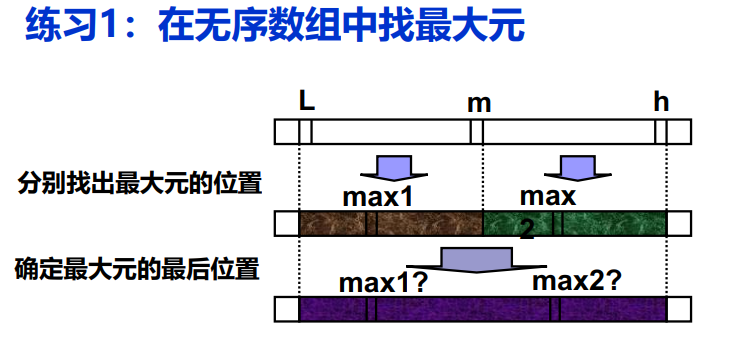 练习1：在无序数组中找最大元
L m h
分别找出最大元的位置
max1 max
2
确定最大元的最后位置
max1? max2?